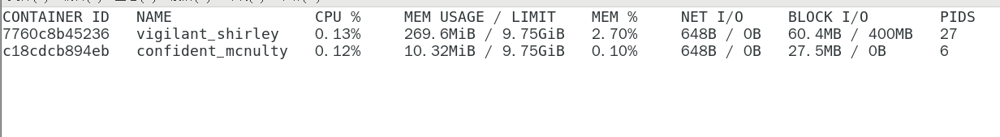 CONTAINER ID NAME CPU % MEM USAGE / LIMIT MEM % NET I/O BLOCK I/O PIDS
7760c8b45236 vigilant_shirley 0.13% 269.6MiB / 9.75GiB 2.70% 648B / 0B 60.4MB / 400MB 27
c18cdcb894eb confident_mcnulty 0.12% 10.32MiB / 9.75GiB 0.10% 648B / 0B 27.5MB / 0B 6